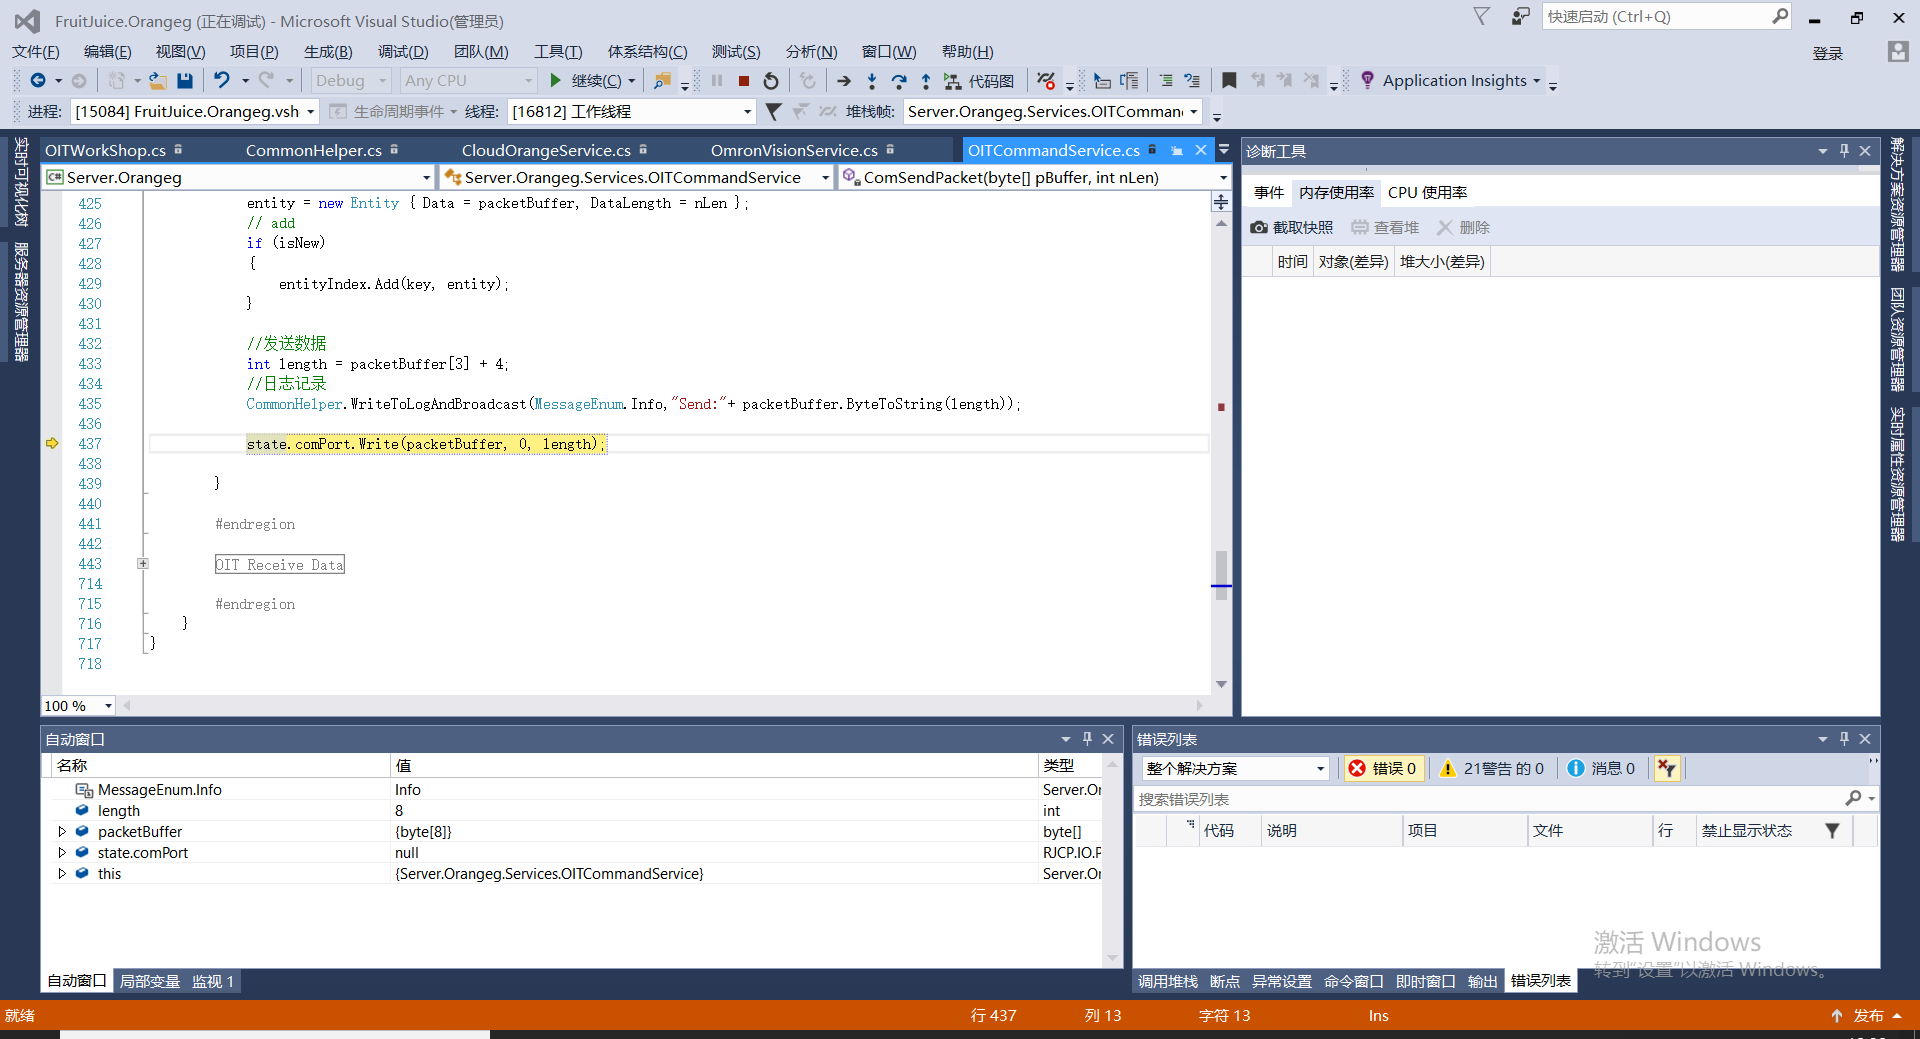 FruitJuice.Orangeg (正在调试) - Microsoft Visual Studio(管理员)
快速启动 (Ctrl+Q)
文件(F) 编辑(E) 视图(V) 项目(P) 生成(B) 调试(D) 团队(M) 工具(T) 体系结构(C) 测试(S) 分析(N) 窗口(W) 帮助(H)
登录
Debug Any CPU 继续(C) 代码图 Application Insights
进程: [15084] FruitJuice.Orangeg.vsh 生命周期事件 线程: [16812] 工作线程 堆栈帧: Server.Orangeg.Services.OITComman
实时可视化树
服务器资源管理器
OITWorkShop.cs CommonHelper.cs CloudOrangeService.cs OmronVisionService.cs OITCommandService.cs
Server.Orangeg Server.Orangeg.Services.OITCommandService ComSendPacket(byte[] pBuffer, int nLen)
425 entity = new Entity { Data = packetBuffer, DataLength = nLen };
426 // add
427 if (isNew)
428 {
429 entityIndex.Add(key, entity);
430 }
431
432 //发送数据
433 int length = packetBuffer[3] + 4;
434 //日志记录
435 CommonHelper.WriteToLogAndBroadcast(MessageEnum.Info,"Send:"+ packetBuffer.ByteToString(length));
436
437 state.comPort.Write(packetBuffer, 0, length);
438
439 }
440
441 #endregion
442
443 OIT Receive Data
714
715 #endregion
716 }
717 }
718
100 %
诊断工具
事件 内存使用率 CPU 使用率
截取快照 查看堆 删除
时间 对象(差异) 堆大小(差异)
解决方案资源管理器
团队资源管理器
实时属性资源管理器
自动窗口
名称 值 类型
MessageEnum.Info Info Server.Or
length 8 int
packetBuffer {byte[8]} byte[]
state.comPort null RJCP.IO.P
this {Server.Orangeg.Services.OITCommandService} Server.Or
自动窗口 局部变量 监视 1
错误列表
整个解决方案 错误 0 21警告 的 0 消息 0
搜索错误列表
代码 说明 项目 文件 行 禁止显示状态
激活 Windows
转到"设置"以激活 Windows。
调用堆栈 断点 异常设置 命令窗口 即时窗口 输出 错误列表
就绪 行 437 列 13 字符 13 Ins 发布